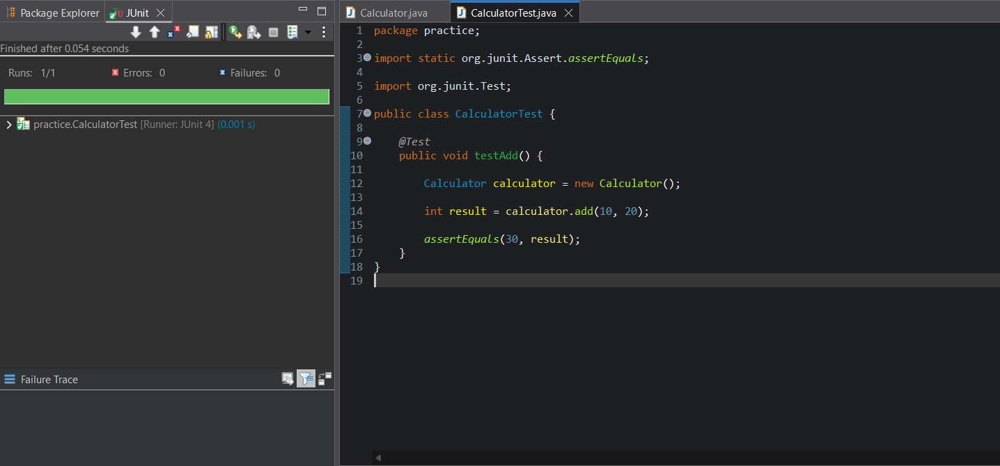 Package Explorer JUnit
Finished after 0.054 seconds
Runs: 1/1 Errors: 0 Failures: 0
practice.CalculatorTest [Runner: JUnit 4] (0.001 s)
Failure Trace
Calculator.java CalculatorTest.java
1 package practice;
2
3 import static org.junit.Assert.assertEquals;
4
5 import org.junit.Test;
6
7 public class CalculatorTest {
8
9 @Test
10 public void testAdd() {
11
12 Calculator calculator = new Calculator();
13
14 int result = calculator.add(10, 20);
15
16 assertEquals(30, result);
17 }
18 }
19